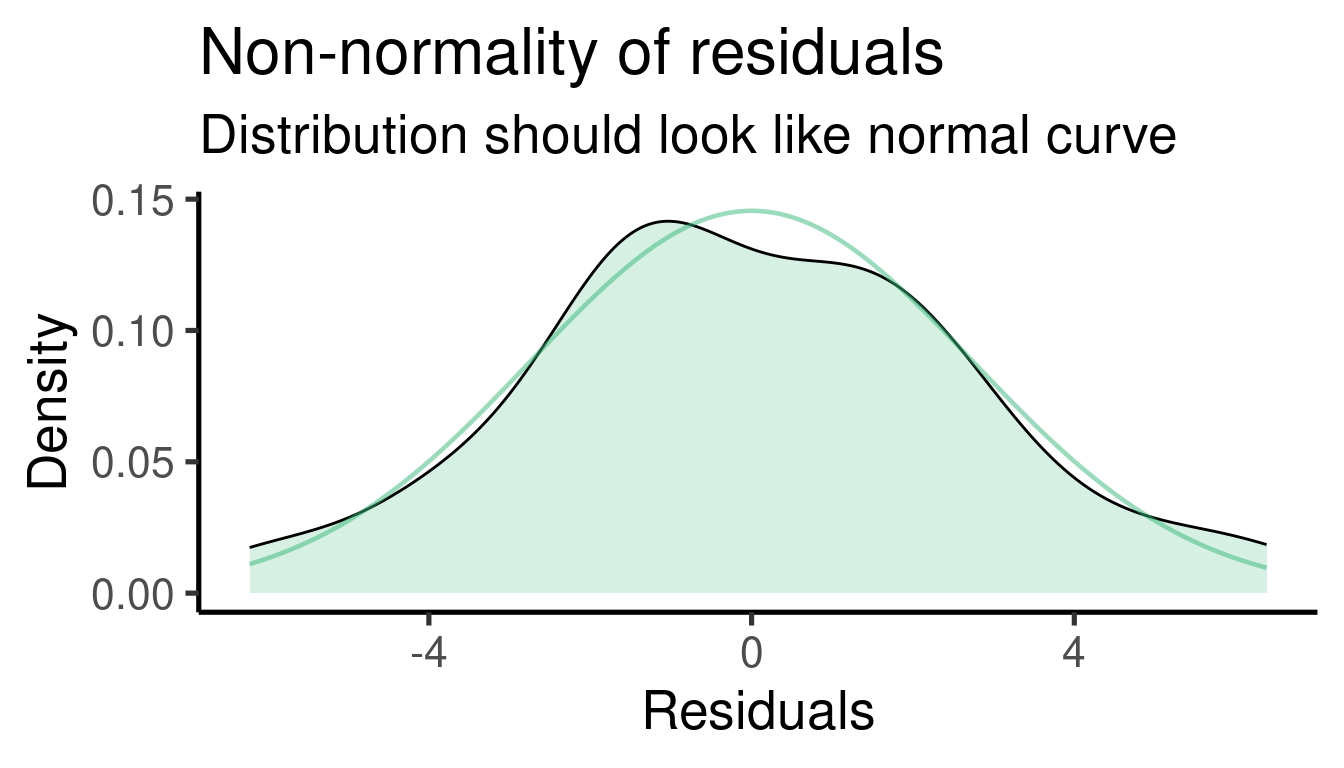 Non-normality of residuals
Distribution should look like normal curve
0.15
0.10
0.05
0.00
Density
-4 0 4
Residuals